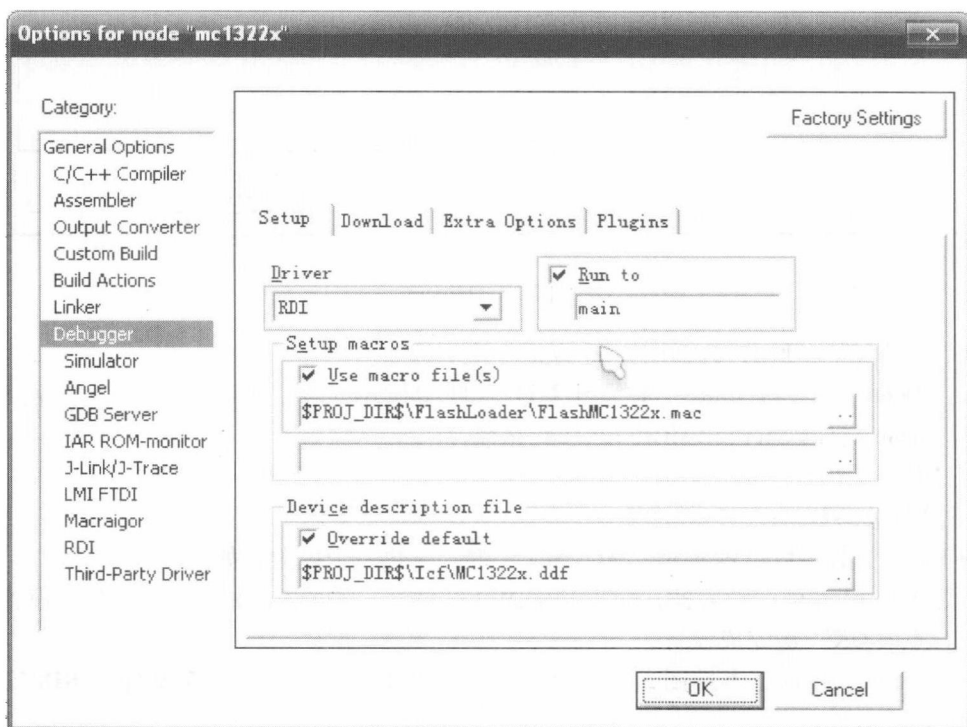 Options for node "mc1322x"
Category:
Factory Settings
General Options
C/C++ Compiler
Assembler
Output Converter
Custom Build
Build Actions
Linker
Debugger
Simulator
Angel
GDB Server
IAR ROM-monitor
J-Link/J-Trace
LMI FTDI
Macraigor
RDI
Third-Party Driver
Setup Download Extra Options Plugins
Driver
RDI
Run to
main
Setup macros
Use macro file(s)
$PROJ_DIR$\FlashLoader\FlashMC1322x.mac
..
..
Device description file
Override default
$PROJ_DIR$\Icf\MC1322x.ddf
..
OK Cancel